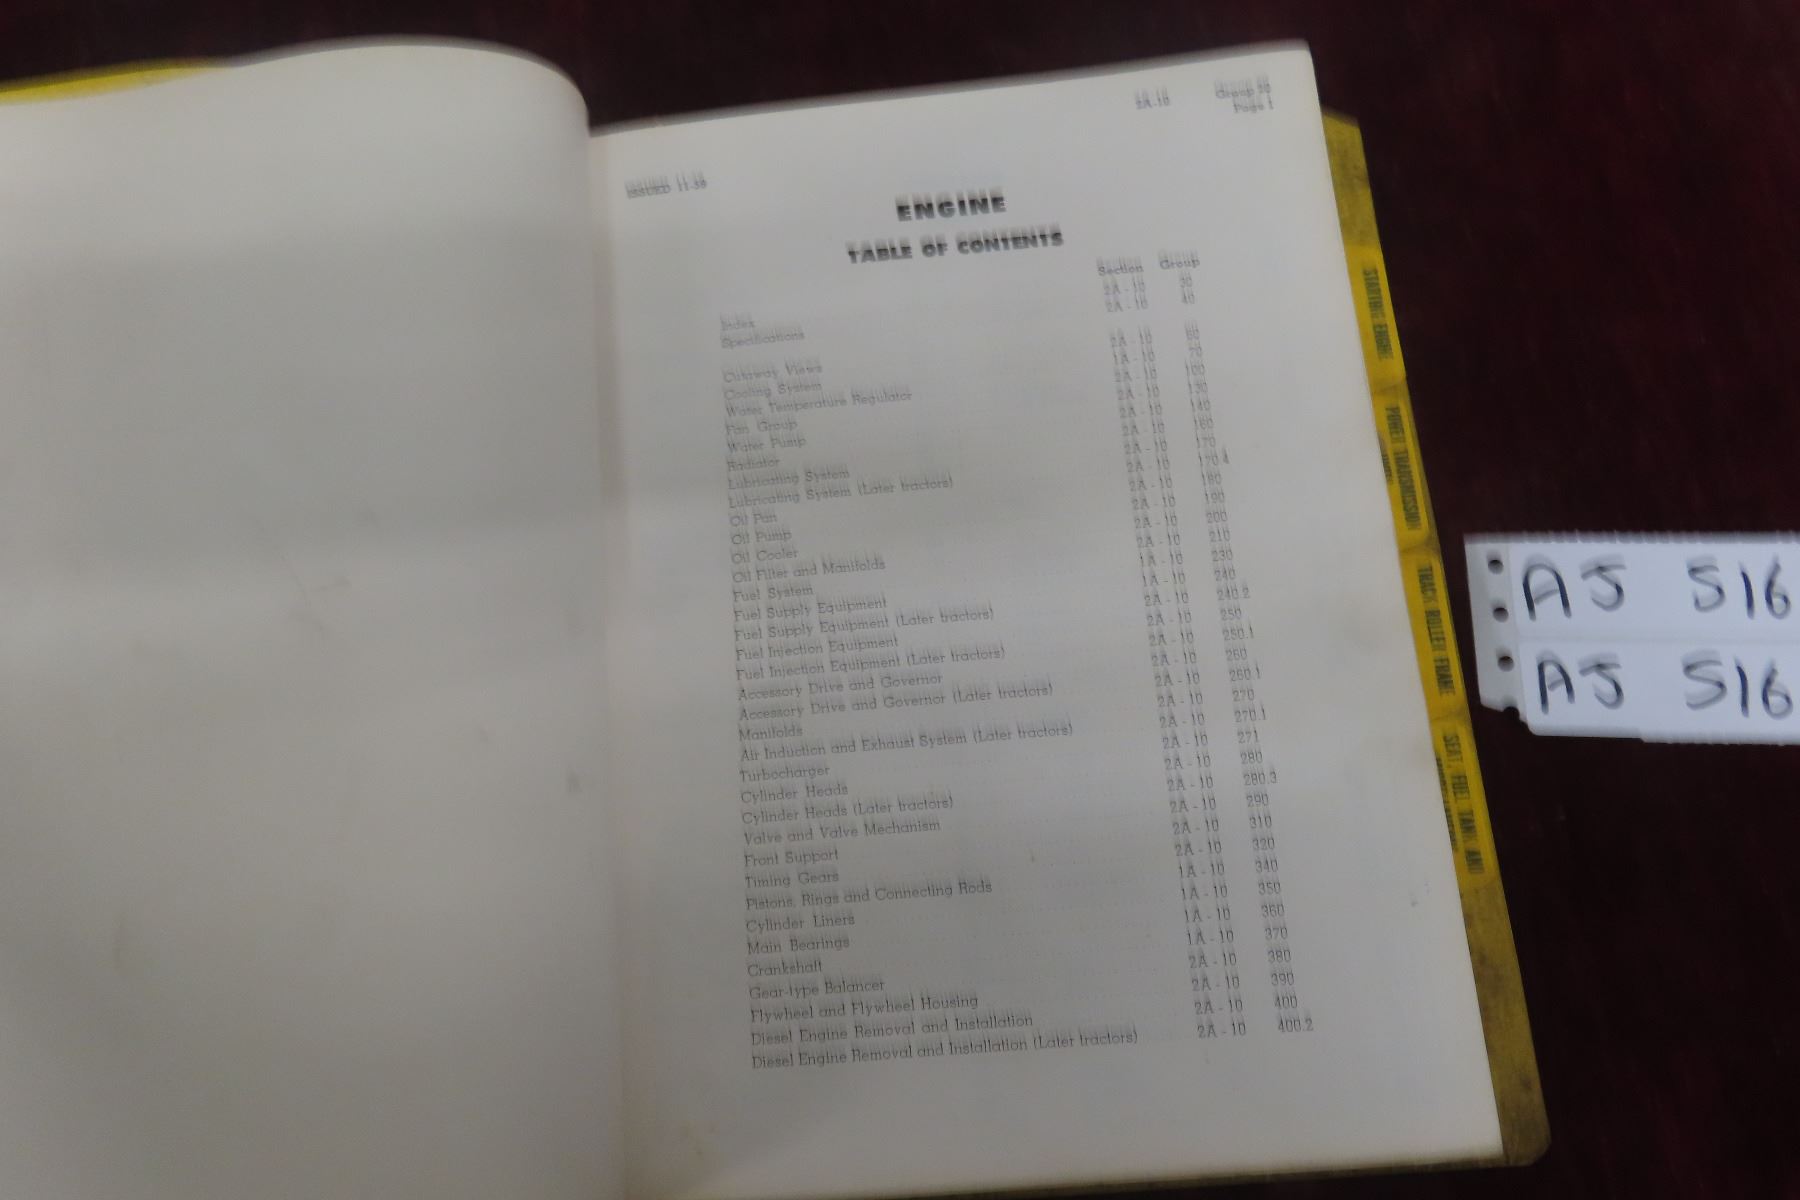 2A-10 Group 20
Page 1
ISSUED 11-59
ENGINE
TABLE OF CONTENTS
Section Group
Index 2A - 10 30
Specifications 2A - 10 40
Cutaway Views 2A - 10 60
Cooling System 1A - 10 70
Water Temperature Regulator 2A - 10 100
Fan Group 2A - 10 130
Water Pump 2A - 10 140
Radiator 2A - 10 160
Lubricating System 2A - 10 170
Lubricating System (Later tractors) 2A - 10 170.4
Oil Pan 2A - 10 180
Oil Pump 2A - 10 190
Oil Cooler 2A - 10 200
Oil Filter and Manifolds 2A - 10 210
Fuel System 1A - 10 230
Fuel Supply Equipment 1A - 10 240
Fuel Supply Equipment (Later tractors) 2A - 10 240.2
Fuel Injection Equipment 2A - 10 250
Fuel Injection Equipment (Later tractors) 2A - 10 250.1
Accessory Drive and Governor 2A - 10 260
Accessory Drive and Governor (Later tractors) 2A - 10 260.1
Manifolds 2A - 10 270
Air Induction and Exhaust System (Later tractors) 2A - 10 270.1
Turbocharger 2A - 10 271
Cylinder Heads 2A - 10 280
Cylinder Heads (Later tractors) 2A - 10 280.3
Valve and Valve Mechanism 2A - 10 290
Front Support 2A - 10 310
Timing Gears 2A - 10 320
Pistons, Rings and Connecting Rods 1A - 10 340
Cylinder Liners 1A - 10 350
Main Bearings 1A - 10 360
Crankshaft 1A - 10 370
Gear-type Balancer 2A - 10 380
Flywheel and Flywheel Housing 2A - 10 390
Diesel Engine Removal and Installation 2A - 10 400
Diesel Engine Removal and Installation (Later tractors) 2A - 10 400.2
STARTING ENGINE
POWER TRANSMISSION
TRACK ROLLER FRAME
SEAT, FUEL TANK AND
AJ 516
AJ 516